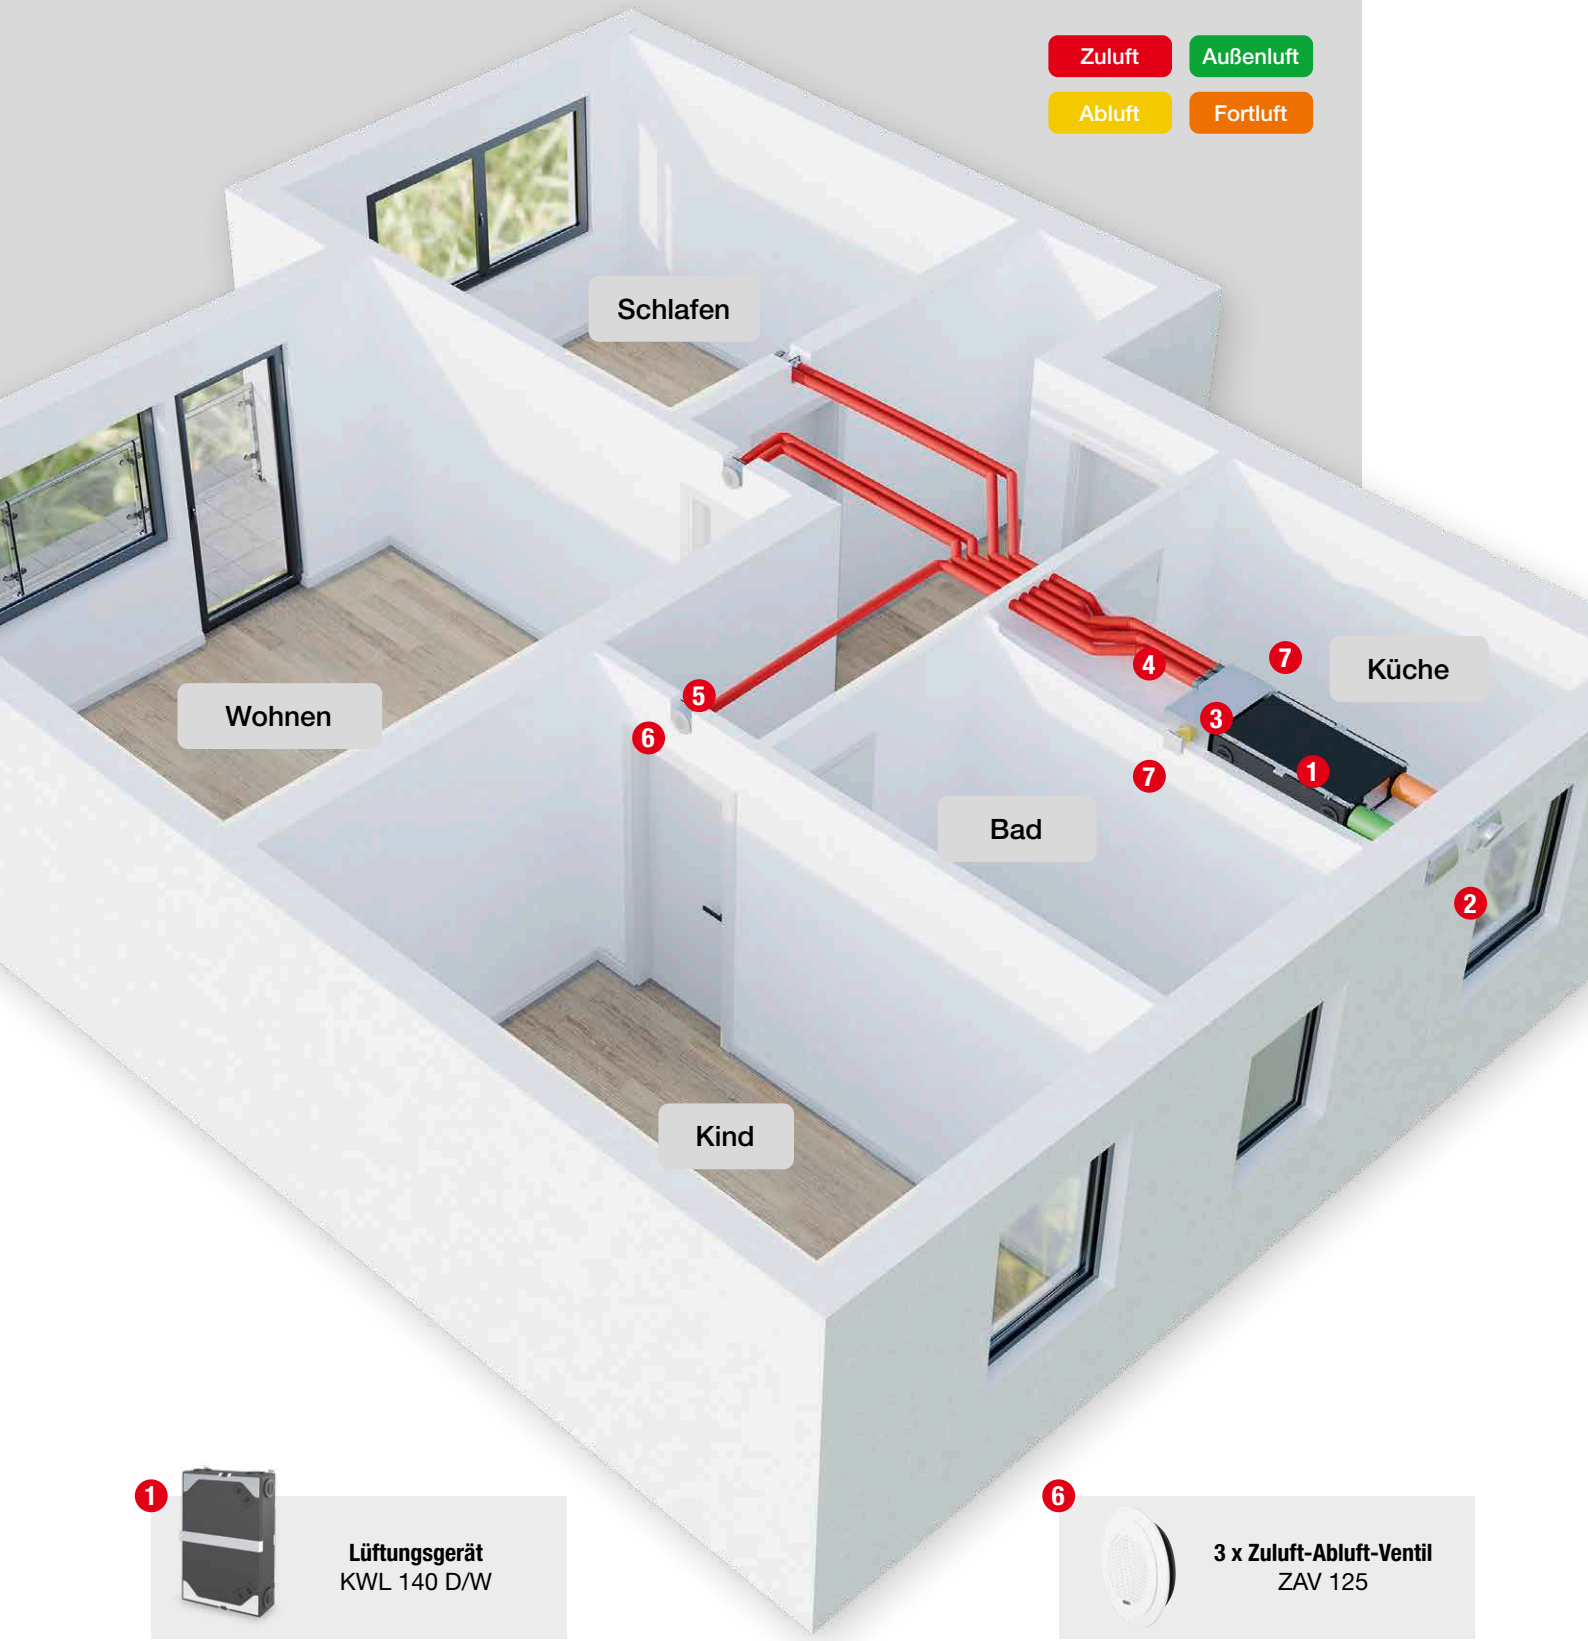 Zuluft
Außenluft
Abluft
Fortluft
Schlafen
4
7
Küche
5
Wohnen
3
6
7
1
Bad
2
Kind
1
Lüftungsgerät
KWL 140 D/W
6
3 x Zuluft-Abluft-Ventil
ZAV 125